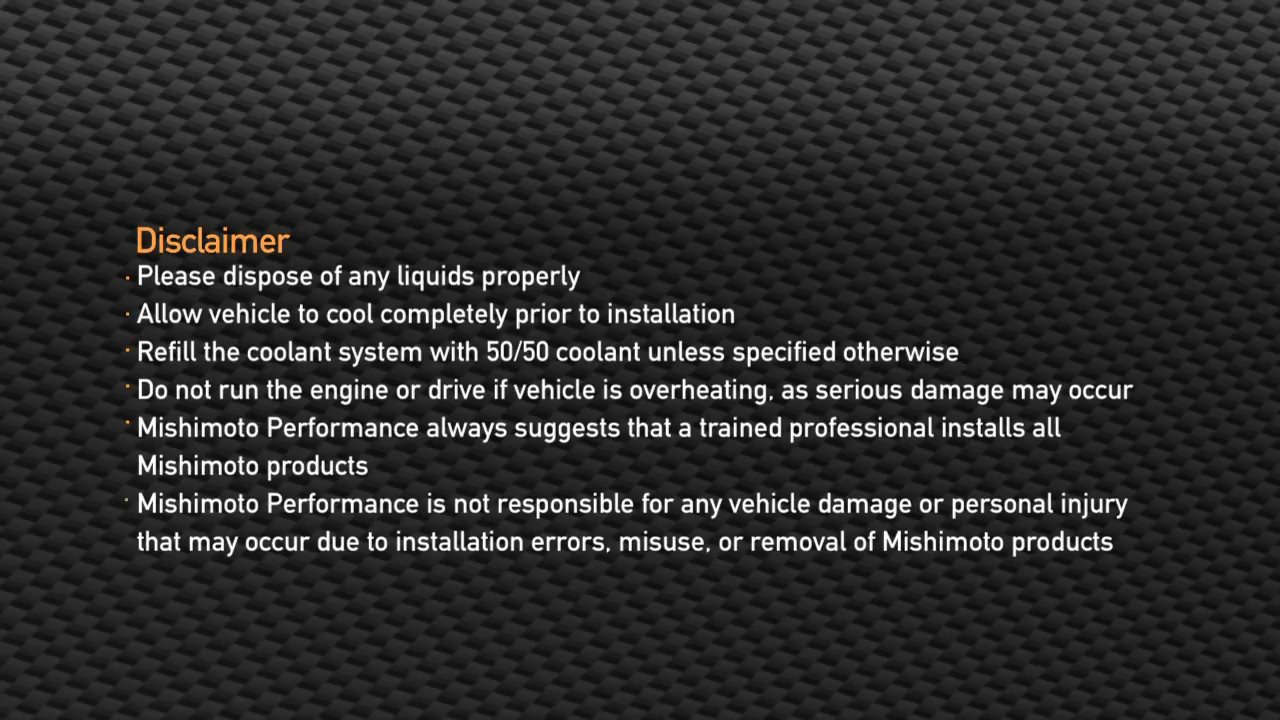 Disclaimer
· Please dispose of any liquids properly
· Allow vehicle to cool completely prior to installation
· Refill the coolant system with 50/50 coolant unless specified otherwise
· Do not run the engine or drive if vehicle is overheating, as serious damage may occur
· Mishimoto Performance always suggests that a trained professional installs all
Mishimoto products
· Mishimoto Performance is not responsible for any vehicle damage or personal injury
that may occur due to installation errors, misuse, or removal of Mishimoto products